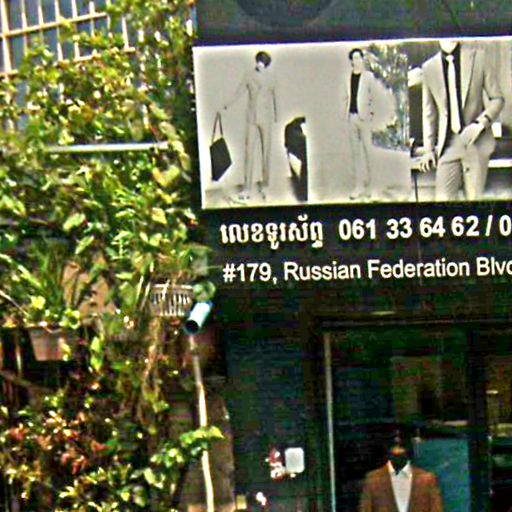 លេខទូរស័ព្ទ 061 33 64 62 / 0
#179, Russian Federation Blvd